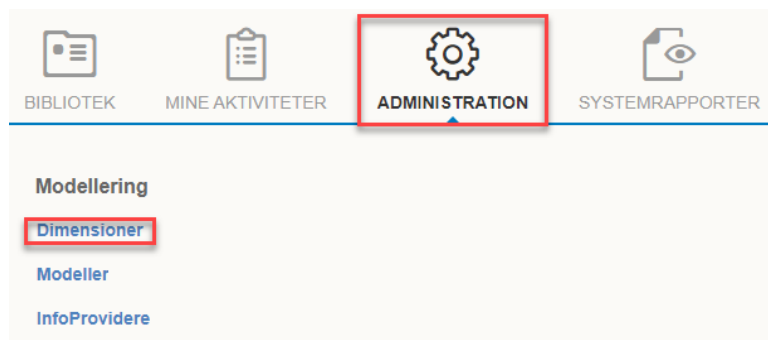 BIBLIOTEK MINE AKTIVITETER ADMINISTRATION SYSTEMRAPPORTER
Modellering
Dimensioner
Modeller
InfoProvidere